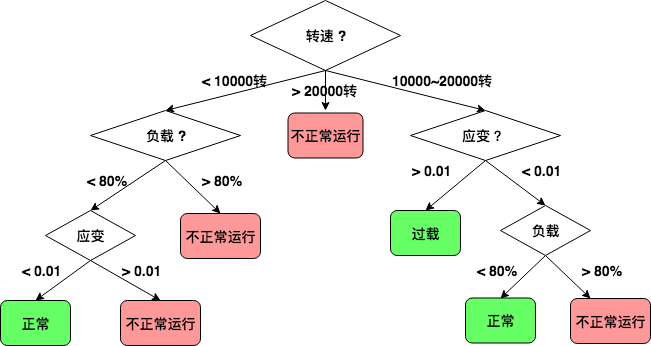 转速 ?
< 10000转
> 20000转
10000~20000转
负载 ?
不正常运行
应变 ?
< 80%
> 80%
> 0.01
< 0.01
应变
不正常运行
过载
负载
< 0.01
> 0.01
< 80%
> 80%
正常
不正常运行
正常
不正常运行